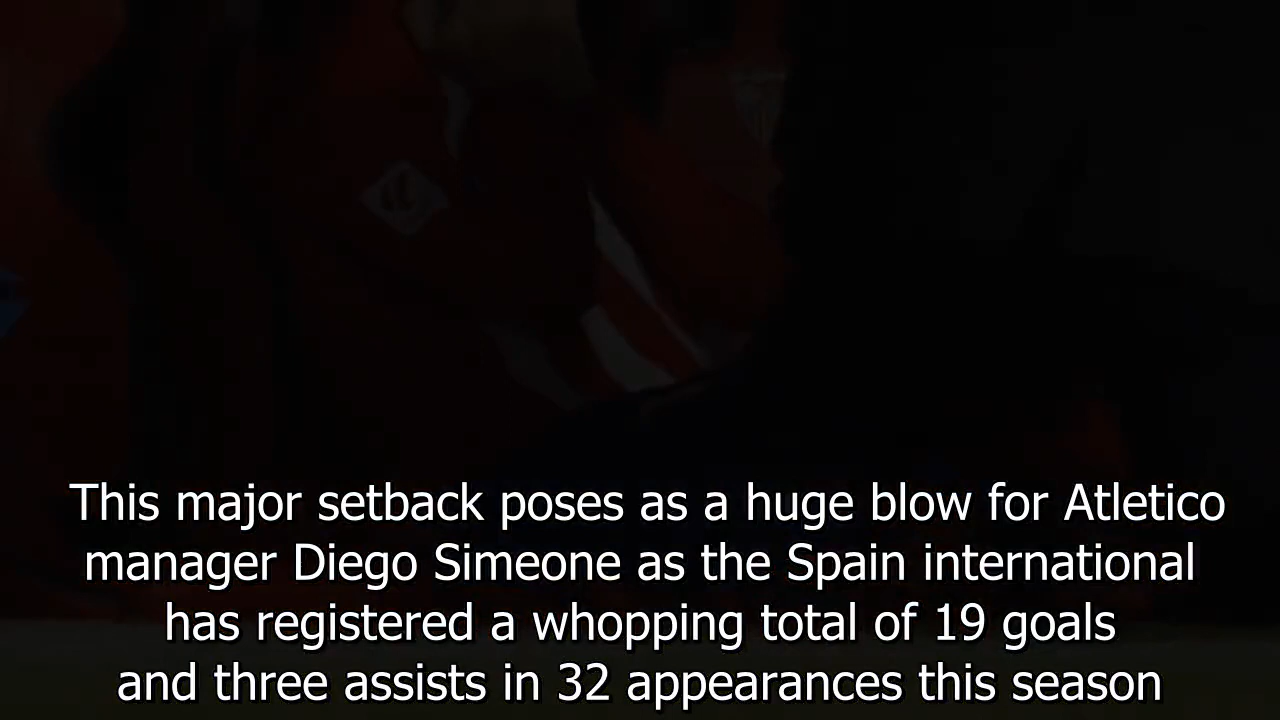 This major setback poses as a huge blow for Atletico
manager Diego Simeone as the Spain international
has registered a whopping total of 19 goals
and three assists in 32 appearances this season